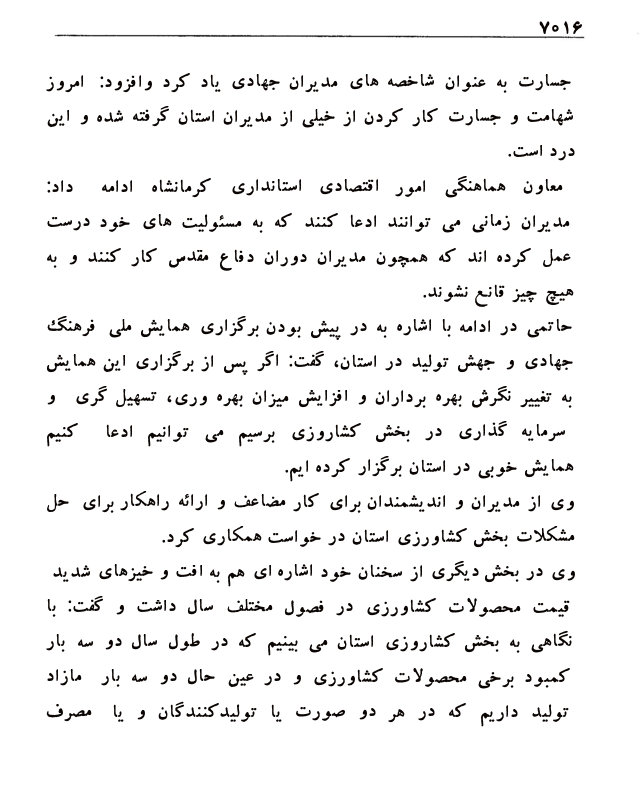 ۷۰۱۶
جسارت به عنوان شاخصه های مدیران جهادی یاد کرد وافزود: امروز
شهامت و جسارت کار کردن از خیلی از مدیران استان گرفته شده و این
درد است.
معاون هماهنگی امور اقتصادی استانداری کرمانشاه ادامه داد:
مدیران زمانی می توانند ادعا کنند که به مسئولیت های خود درست
عمل کرده اند که همچون مدیران دوران دفاع مقدس کار کنند و به
هیچ چیز قانع نشوند.
حاتمی در ادامه با اشاره به در پیش بودن برگزاری همایش ملی فرهنگ
جهادی و جهش تولید در استان، گفت: اگر پس از برگزاری این همایش
به تغییر نگرش بهره برداران و افزایش میزان بهره وری، تسهیل گری و
سرمایه گذاری در بخش کشاروزی برسیم می توانیم ادعا کنیم
همایش خوبی در استان برگزار کرده ایم.
وی از مدیران و اندیشمندان برای کار مضاعف و ارائه راهکار برای حل
مشکلات بخش کشاورزی استان در خواست همکاری کرد.
وی در بخش دیگری از سخنان خود اشاره ای هم به افت و خیزهای شدید
قیمت محصولات کشاورزی در فصول مختلف سال داشت و گفت: با
نگاهی به بخش کشاروزی استان می بینیم که در طول سال دو سه بار
کمبود برخی محصولات کشاورزی و در عین حال دو سه بار مازاد
تولید داریم که در هر دو صورت یا تولیدکنندگان و یا مصرف